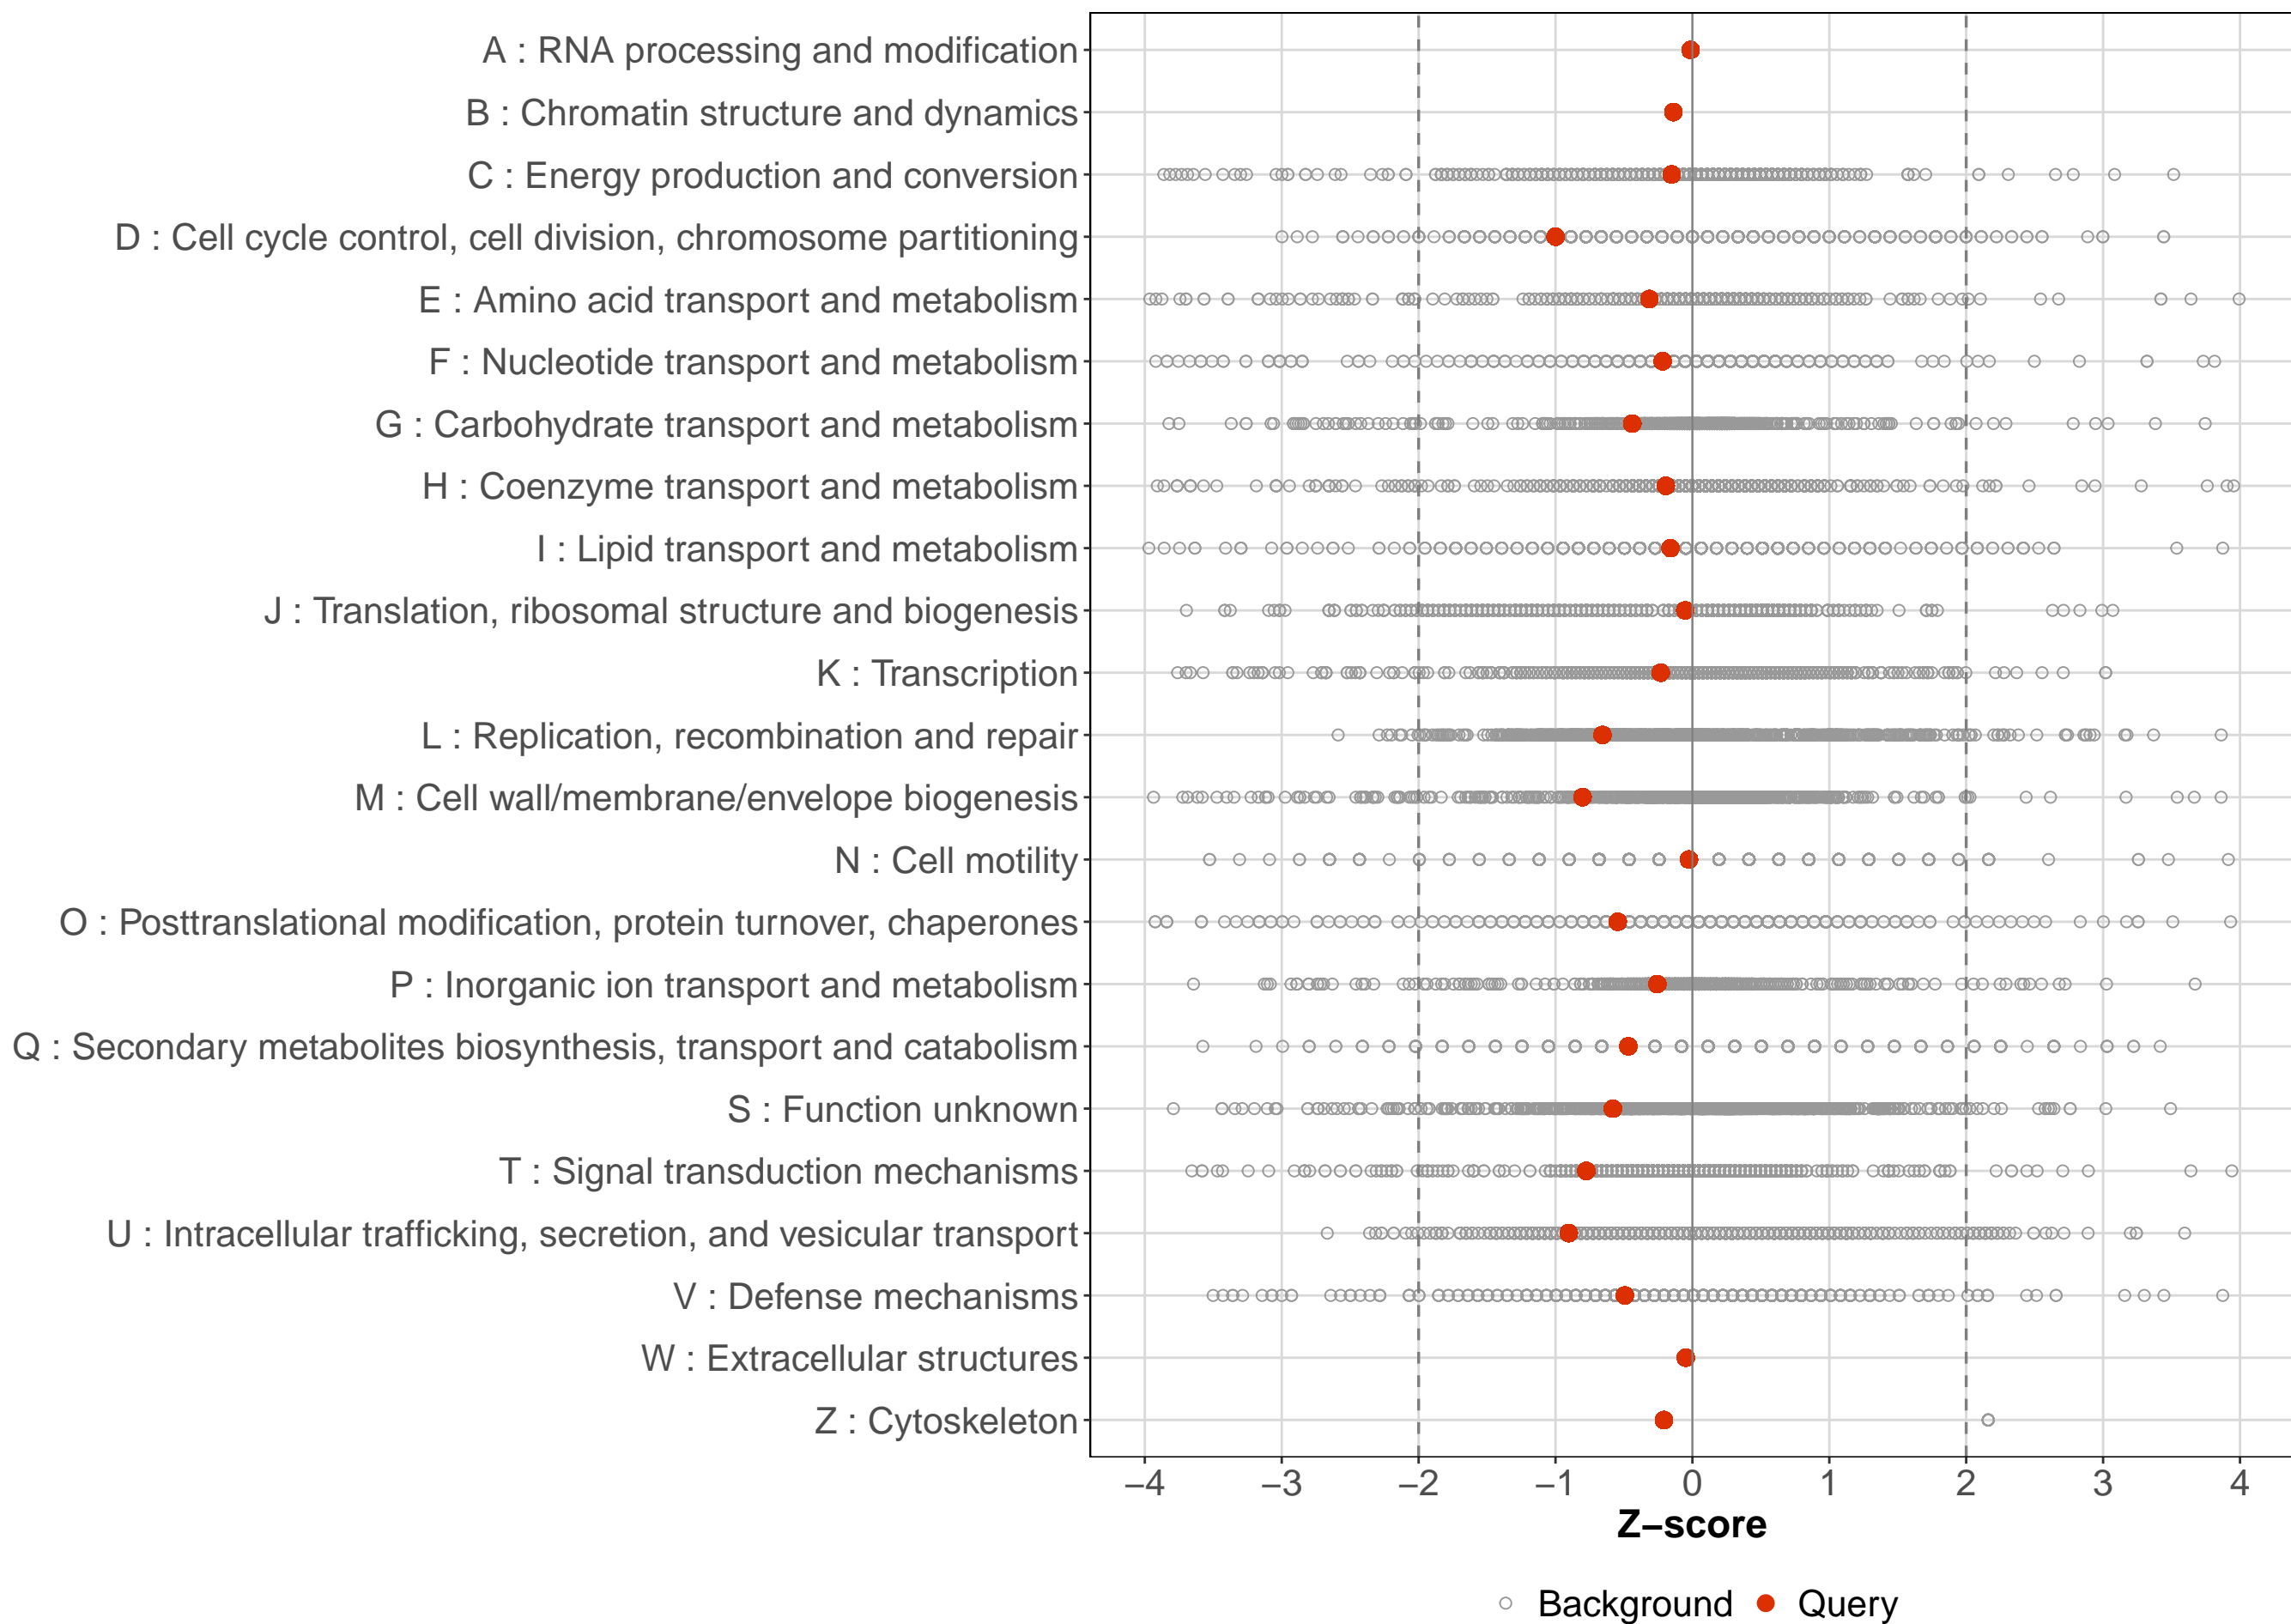 A : RNA processing and modification
B : Chromatin structure and dynamics
C : Energy production and conversion
D : Cell cycle control, cell division, chromosome partitioning
E : Amino acid transport and metabolism
F : Nucleotide transport and metabolism
G : Carbohydrate transport and metabolism
H : Coenzyme transport and metabolism
I : Lipid transport and metabolism
J : Translation, ribosomal structure and biogenesis
K : Transcription
L : Replication, recombination and repair
M : Cell wall/membrane/envelope biogenesis
N : Cell motility
O : Posttranslational modification, protein turnover, chaperones
P : Inorganic ion transport and metabolism
Q : Secondary metabolites biosynthesis, transport and catabolism
S : Function unknown
T : Signal transduction mechanisms
U : Intracellular trafficking, secretion, and vesicular transport
V : Defense mechanisms
W : Extracellular structures
Z : Cytoskeleton
−4 −3 −2 −1 0 1 2 3 4
Z−score
Background Query